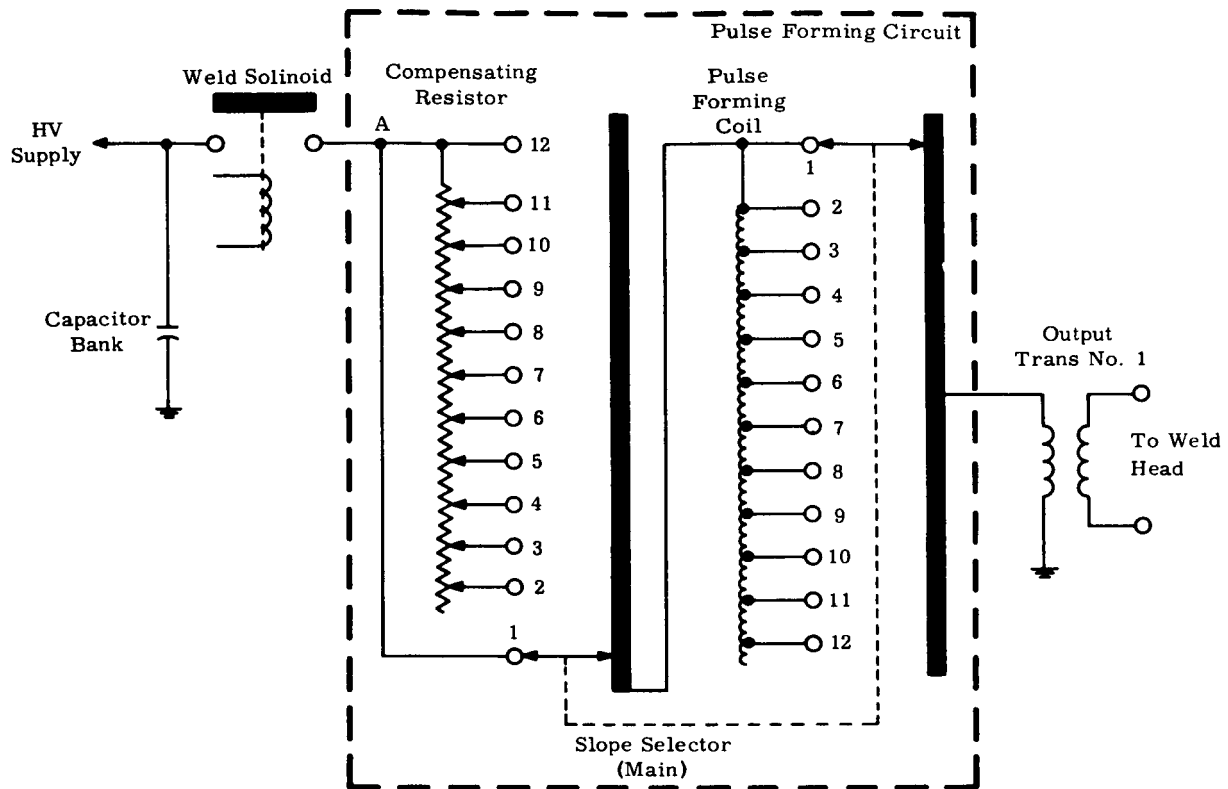 Pulse Forming Circuit
Weld Solinoid
Compensating
Resistor
Pulse
Forming
Coil
HV
Supply
A
12
11
10
9
8
7
6
5
4
3
2
1
1
2
3
4
5
6
7
8
9
10
11
12
Capacitor
Bank
Output
Trans No. 1
To Weld
Head
Slope Selector
(Main)